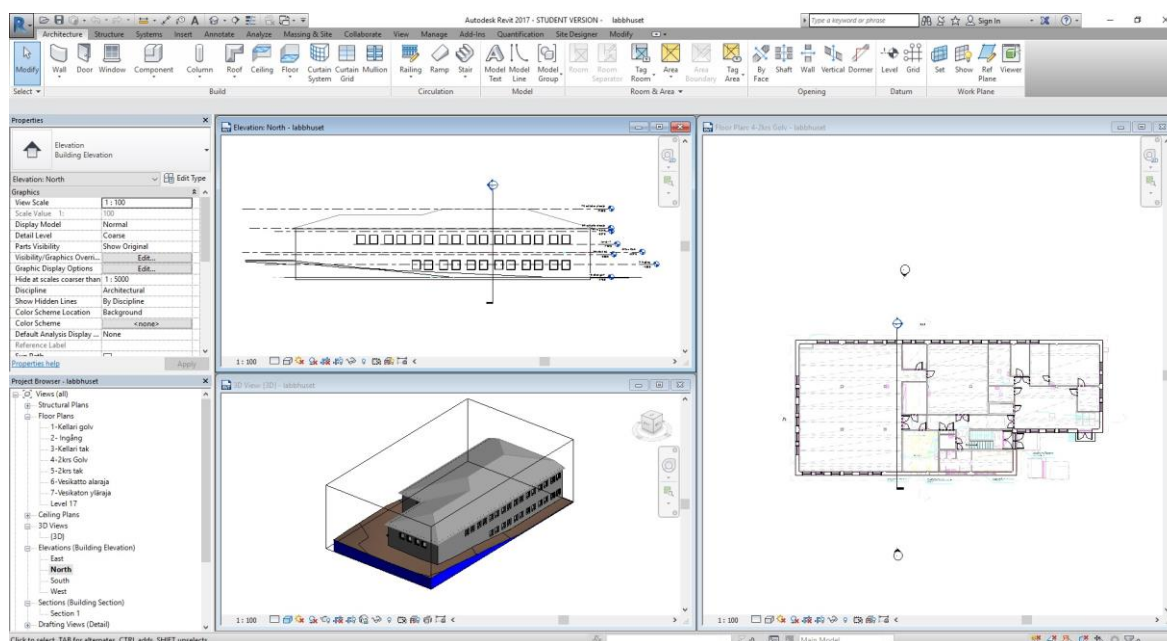 Autodesk Revit 2017 - STUDENT VERSION - labbhuset
Type a keyword or phrase
Sign In
Architecture Structure Systems Insert Annotate Analyze Massing & Site Collaborate View Manage Add-Ins Quantification Site Designer Modify
Modify Wall Door Window Component Column Roof Ceiling Floor Curtain System Curtain Grid Mullion Railing Ramp Stair Model Text Model Line Model Group Room Room Separator Tag Room Area Area Boundary Tag Area By Face Shaft Wall Vertical Dormer Level Grid Set Show Ref Plane Viewer
Select Build Circulation Model Room & Area Opening Datum Work Plane
Properties
Elevation
Building Elevation
Elevation: North Edit Type
Graphics
View Scale 1 : 100
Scale Value 1: 100
Display Model Normal
Detail Level Coarse
Parts Visibility Show Original
Visibility/Graphics Overri... Edit...
Graphic Display Options Edit...
Hide at scales coarser than 1 : 5000
Discipline Architectural
Show Hidden Lines By Discipline
Color Scheme Location Background
Color Scheme <none>
Default Analysis Display ... None
Reference Label
Properties help Apply
Project Browser - labbhuset
Views (all)
Structural Plans
Floor Plans
1-Kellari golv
2- Ingång
3-Kellari tak
4-2krs Golv
5-2krs tak
6-Vesikatto alaraja
7-Vesikaton yläraja
Level 17
Ceiling Plans
3D Views
{3D}
Elevations (Building Elevation)
East
North
South
West
Sections (Building Section)
Section 1
Drafting Views (Detail)
Elevation: North - labbhuset
1 : 100
3D View: {3D} - labbhuset
1 : 100
Floor Plan: 4-2krs Golv - labbhuset
1 : 100
Click to select, TAB for alternates, CTRL adds, SHIFT unselects.
Main Model